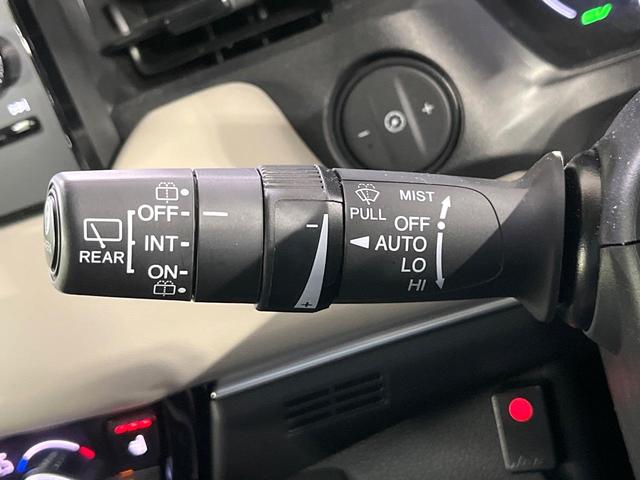 REAR
OFF
INT
ON
−
+
PULL
MIST
OFF
AUTO
LO
HI
−
+